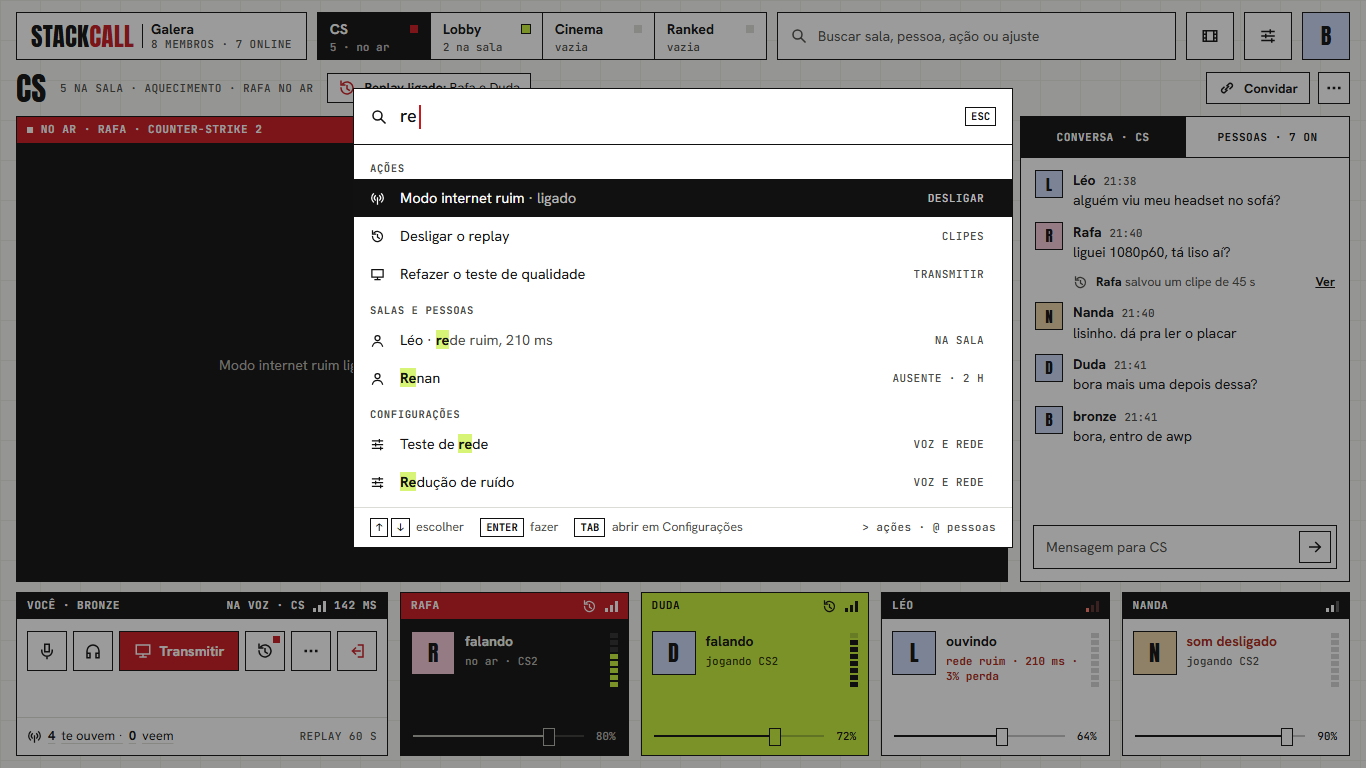 STACKCALL
Galera
8 MEMBROS · 7 ONLINE
CS
5 · no ar
Lobby
2 na sala
Cinema
vazia
Ranked
vazia
Buscar sala, pessoa, ação ou ajuste
B
CS
5 NA SALA · AQUECIMENTO · RAFA NO AR
Replay ligado: Rafa e Duda
Convidar
NO AR · RAFA · COUNTER-STRIKE 2
Modo internet ruim
re
ESC
AÇÕES
Modo internet ruim · ligado
DESLIGAR
Desligar o replay
CLIPES
Refazer o teste de qualidade
TRANSMITIR
SALAS E PESSOAS
Léo · rede ruim, 210 ms
NA SALA
Renan
AUSENTE · 2 H
CONFIGURAÇÕES
Teste de rede
VOZ E REDE
Redução de ruído
VOZ E REDE
↑ ↓ escolher
ENTER fazer
TAB abrir em Configurações
> ações · @ pessoas
CONVERSA · CS
PESSOAS · 7 ON
L
Léo 21:38
alguém viu meu headset no sofá?
R
Rafa 21:40
liguei 1080p60, tá liso aí?
Rafa salvou um clipe de 45 s
Ver
N
Nanda 21:40
lisinho. dá pra ler o placar
D
Duda 21:41
bora mais uma depois dessa?
B
bronze 21:41
bora, entro de awp
Mensagem para CS
VOCÊ · BRONZE
NA VOZ · CS
142 MS
Transmitir
4 te ouvem · 0 veem
REPLAY 60 S
RAFA
R
falando
no ar · CS2
80%
DUDA
D
falando
jogando CS2
72%
LÉO
L
ouvindo
rede ruim · 210 ms ·
3% perda
64%
NANDA
N
som desligado
jogando CS2
90%